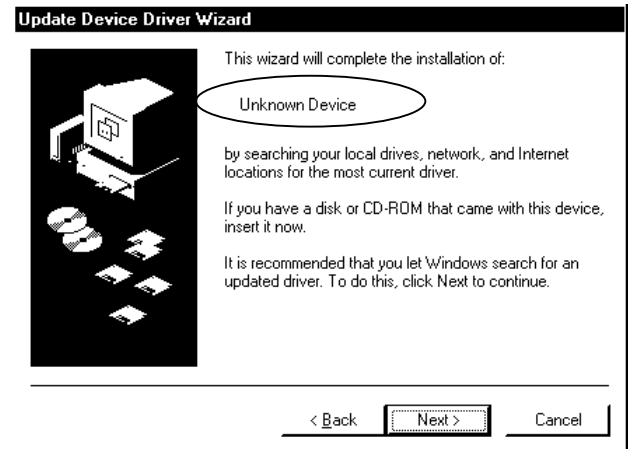 Update Device Driver Wizard
This wizard will complete the installation of:
Unknown Device
by searching your local drives, network, and Internet
locations for the most current driver.
If you have a disk or CD-ROM that came with this device,
insert it now.
It is recommended that you let Windows search for an
updated driver. To do this, click Next to continue.
< Back Next > Cancel